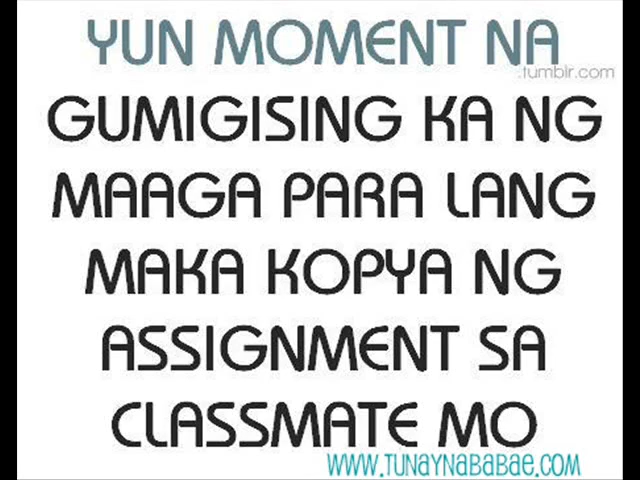 YUN MOMENT NA
.tumblr.com
GUMIGISING KA NG
MAAGA PARA LANG
MAKA KOPYA NG
ASSIGNMENT SA
CLASSMATE MO
WWW.TUNAYNABABAE.COM